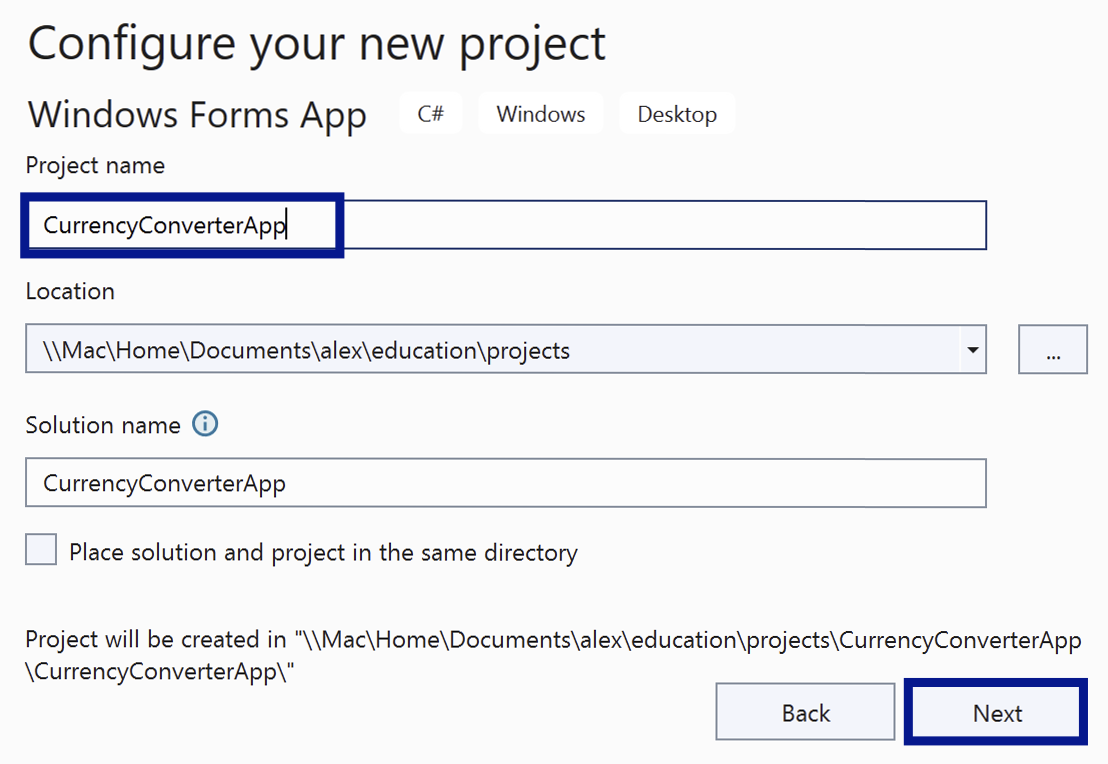 Configure your new project
Windows Forms App C# Windows Desktop
Project name
CurrencyConverterApp
Location
\\Mac\Home\Documents\alex\education\projects
...
Solution name
CurrencyConverterApp
Place solution and project in the same directory
Project will be created in "\\Mac\Home\Documents\alex\education\projects\CurrencyConverterApp
\CurrencyConverterApp\"
Back Next